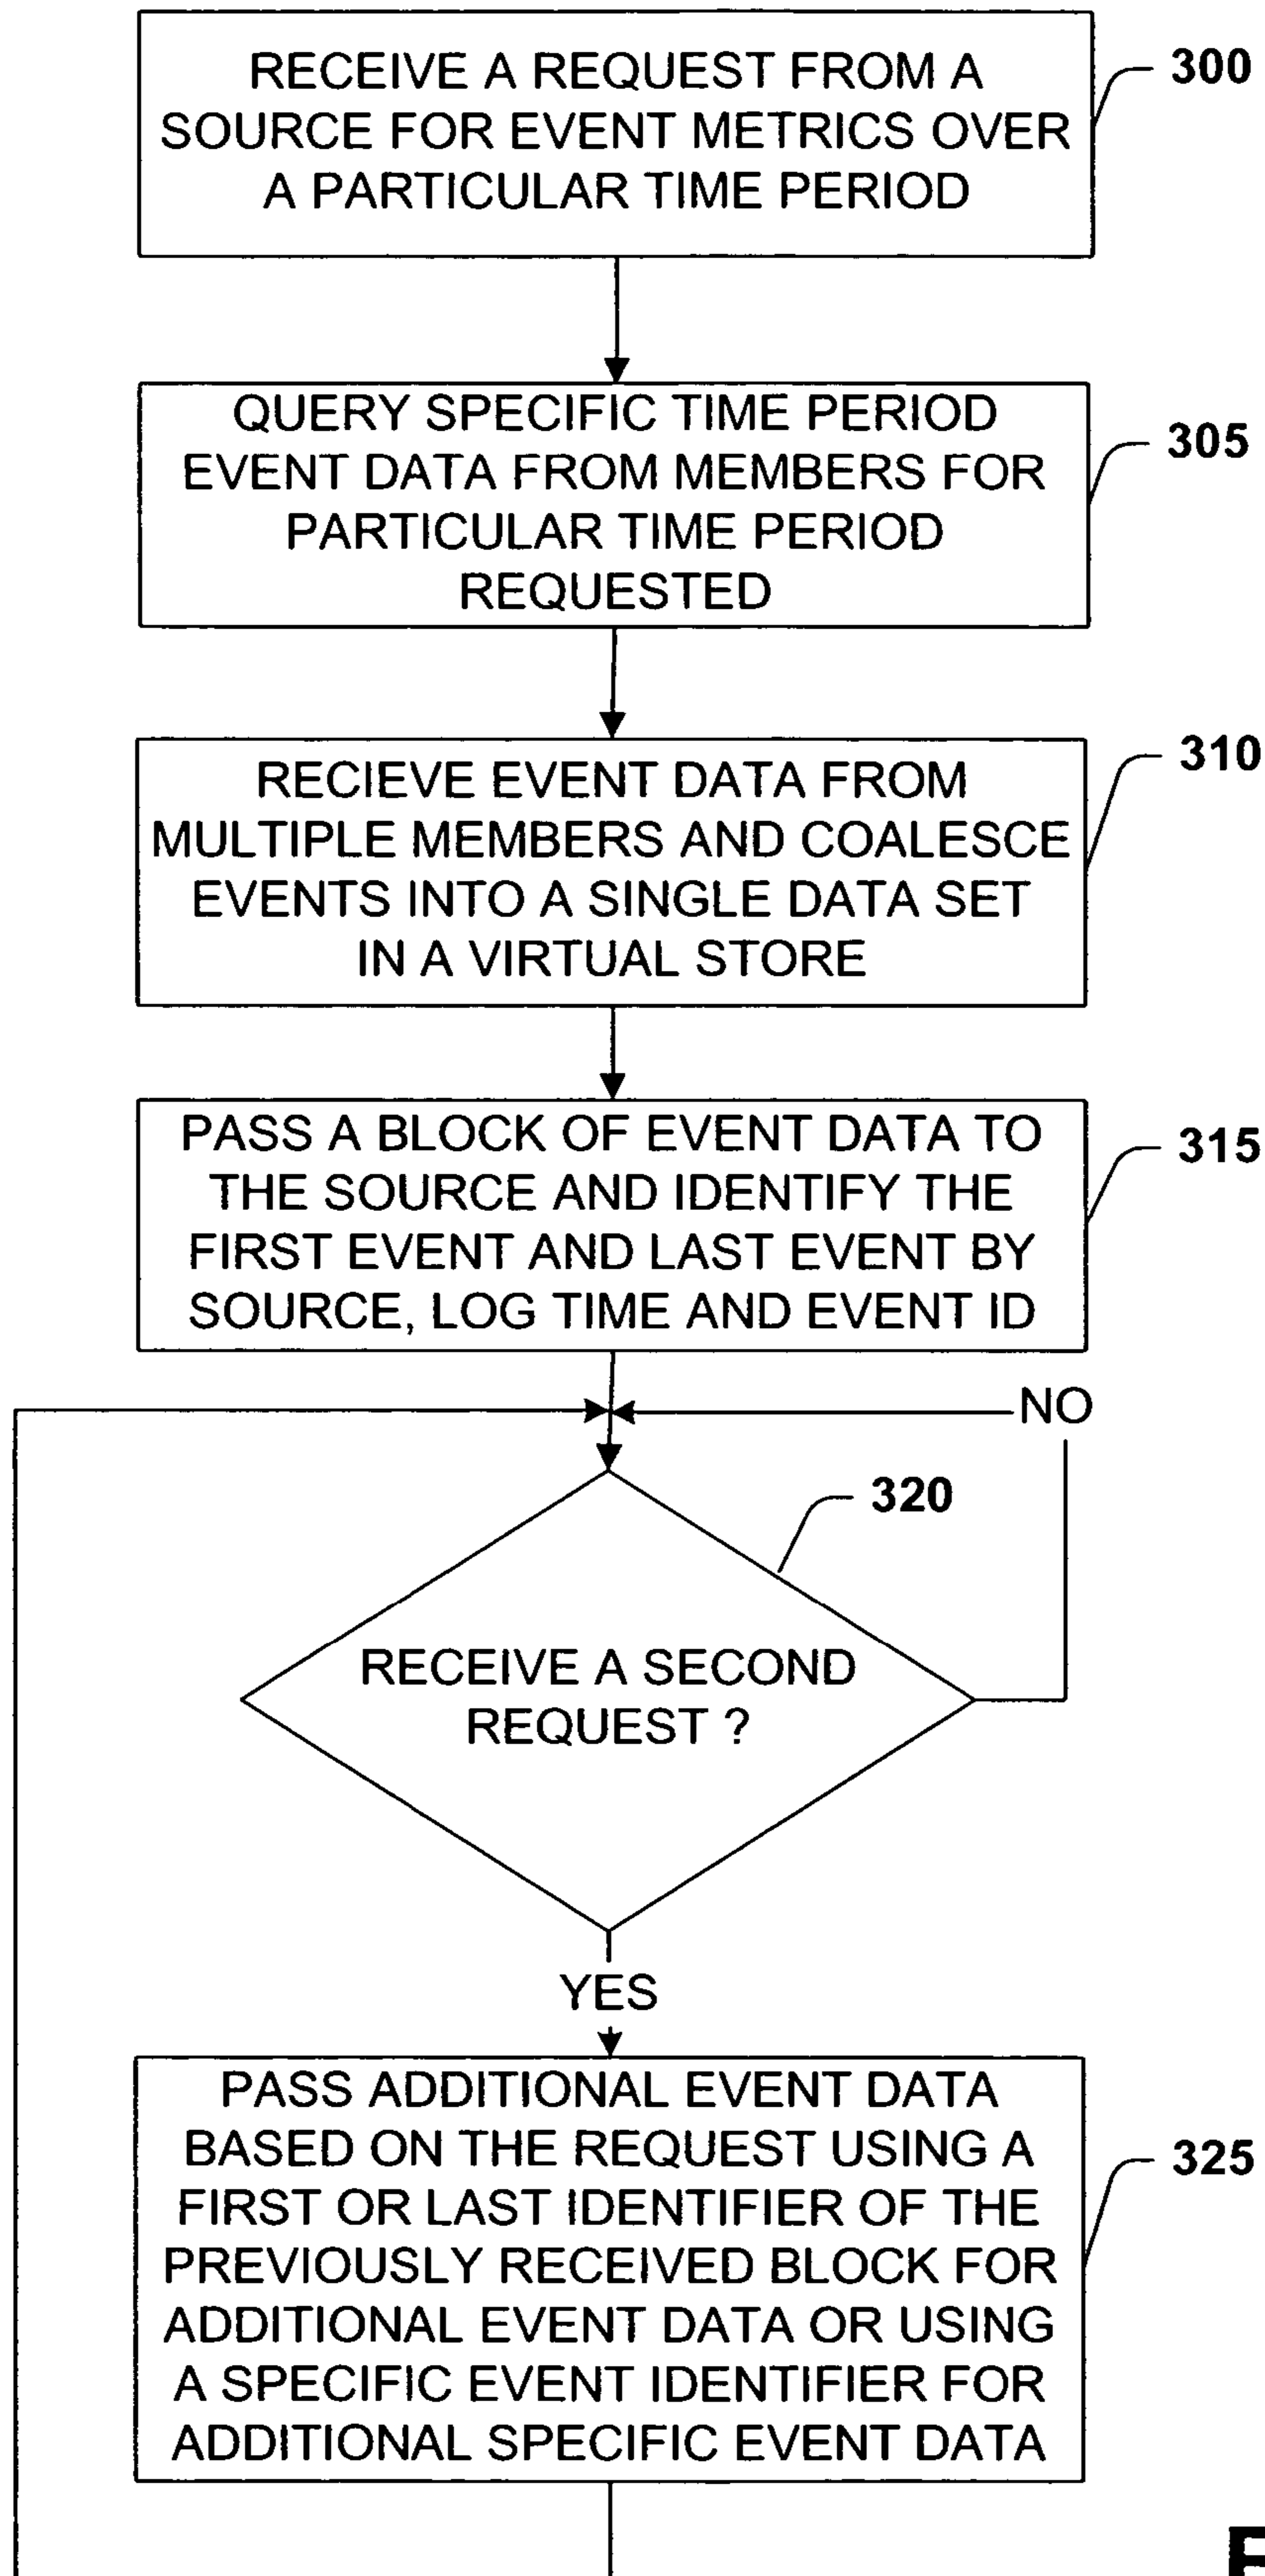 RECEIVE A REQUEST FROM A
SOURCE FOR EVENT METRICS OVER
A PARTICULAR TIME PERIOD
300
QUERY SPECIFIC TIME PERIOD
EVENT DATA FROM MEMBERS FOR
PARTICULAR TIME PERIOD
REQUESTED
305
RECIEVE EVENT DATA FROM
MULTIPLE MEMBERS AND COALESCE
EVENTS INTO A SINGLE DATA SET
IN A VIRTUAL STORE
310
PASS A BLOCK OF EVENT DATA TO
THE SOURCE AND IDENTIFY THE
FIRST EVENT AND LAST EVENT BY
SOURCE, LOG TIME AND EVENT ID
315
NO
320
RECEIVE A SECOND
REQUEST ?
YES
PASS ADDITIONAL EVENT DATA
BASED ON THE REQUEST USING A
FIRST OR LAST IDENTIFIER OF THE
PREVIOUSLY RECEIVED BLOCK FOR
ADDITIONAL EVENT DATA OR USING
A SPECIFIC EVENT IDENTIFIER FOR
ADDITIONAL SPECIFIC EVENT DATA
325